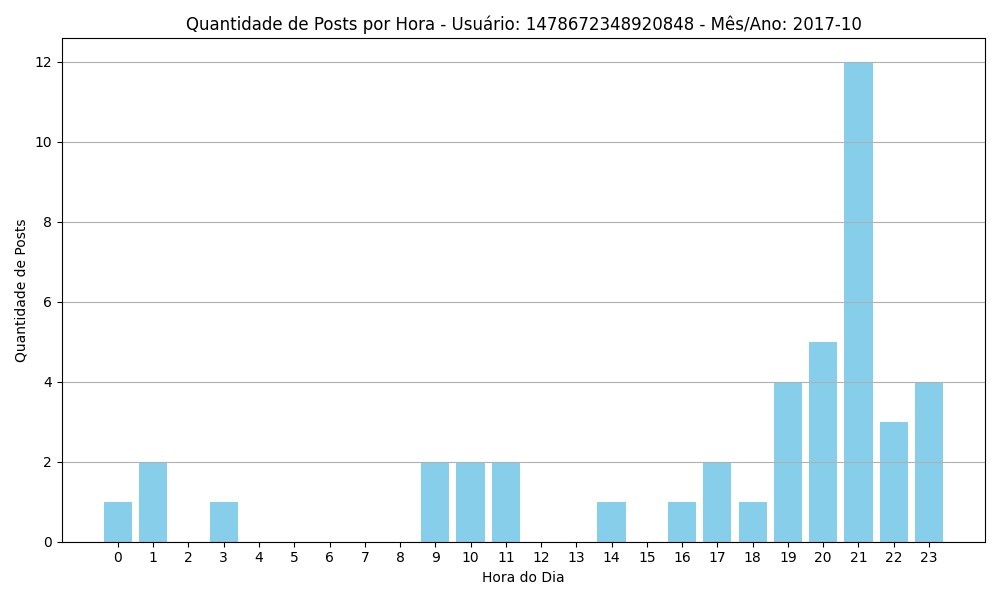 Quantidade de Posts por Hora - Usuário: 1478672348920848 - Mês/Ano: 2017-10
Quantidade de Posts
12
10
8
6
4
2
0
0 1 2 3 4 5 6 7 8 9 10 11 12 13 14 15 16 17 18 19 20 21 22 23
Hora do Dia